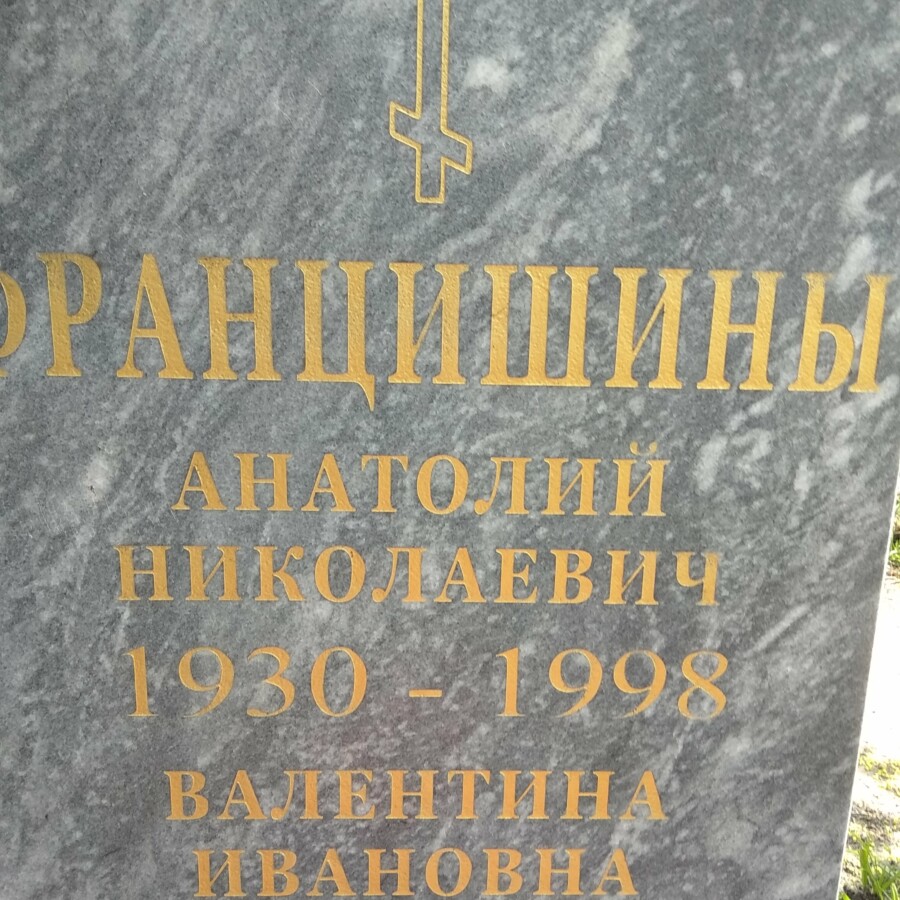 ФРАНЦИШИНЫ
АНАТОЛИЙ
НИКОЛАЕВИЧ
1930 - 1998
ВАЛЕНТИНА
ИВАНОВНА